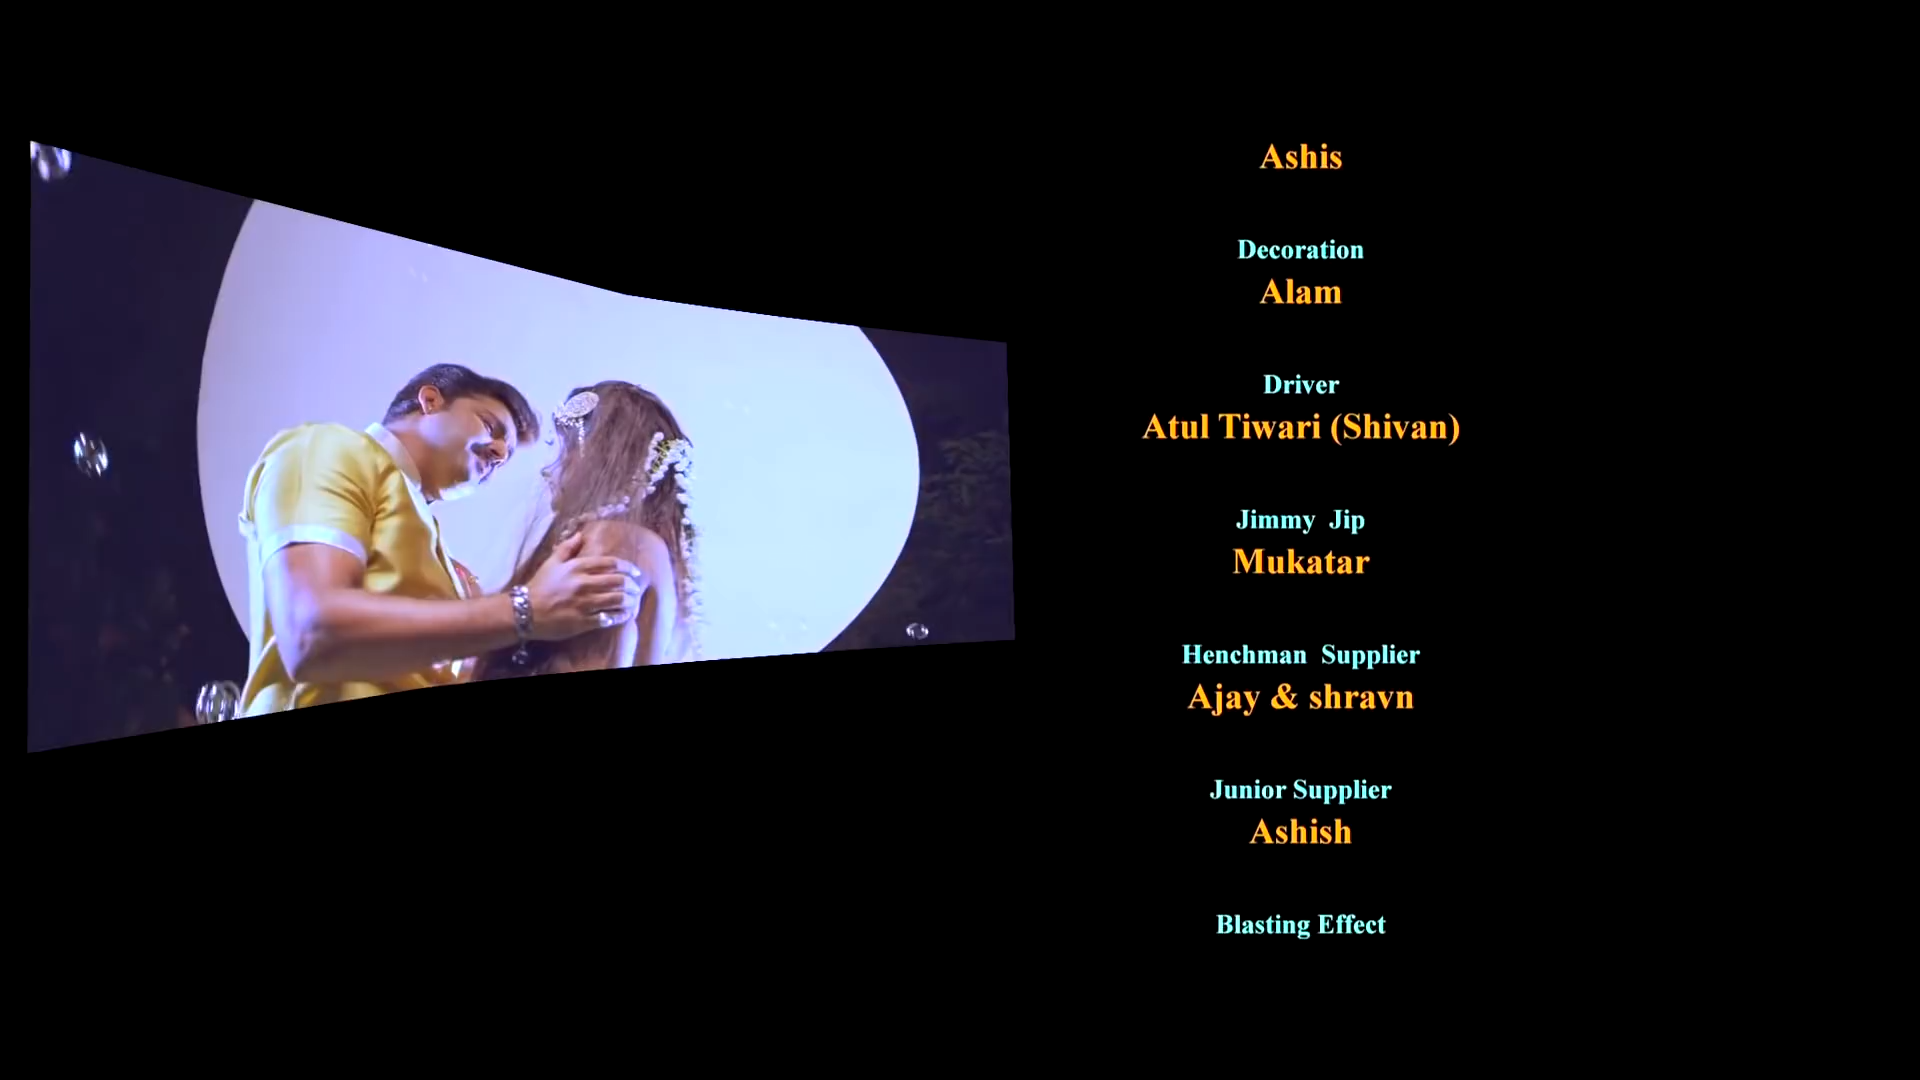 Ashis
Decoration
Alam
Driver
Atul Tiwari (Shivan)
Jimmy Jip
Mukatar
Henchman Supplier
Ajay & shravn
Junior Supplier
Ashish
Blasting Effect